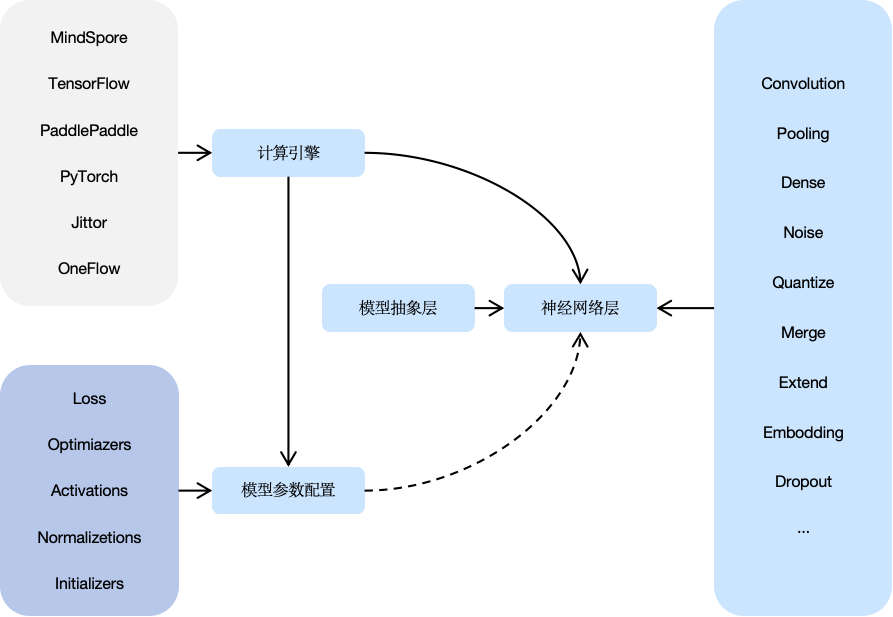 MindSpore
TensorFlow
PaddlePaddle
PyTorch
Jittor
OneFlow
Loss
Optimiazers
Activations
Normalizetions
Initializers
计算引擎
模型抽象层
神经网络层
模型参数配置
Convolution
Pooling
Dense
Noise
Quantize
Merge
Extend
Embodding
Dropout
...